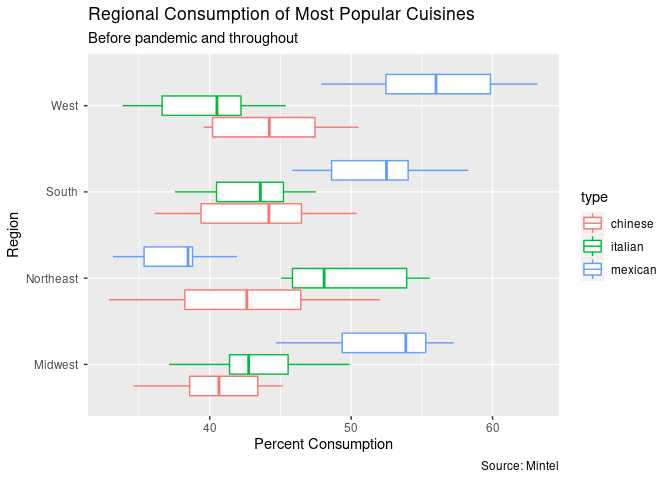 Regional Consumption of Most Popular Cuisines
Before pandemic and throughout
West
South
Northeast
Midwest
Region
40
50
60
Percent Consumption
type
chinese
italian
mexican
Source: Mintel